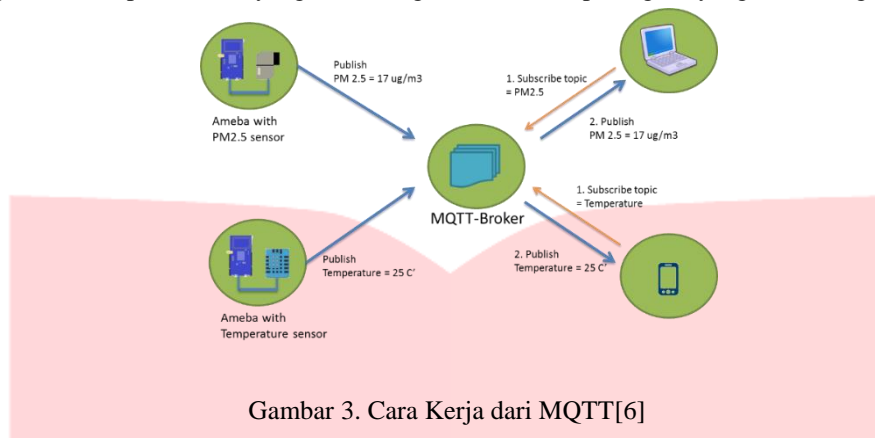 Publish
PM 2.5 = 17 ug/m3
Ameba with
PM2.5 sensor
1. Subscribe topic
= PM2.5
2. Publish
PM 2.5 = 17 ug/m3
MQTT-Broker
1. Subscribe topic
= Temperature
Publish
Temperature = 25 C'
2. Publish
Temperature = 25 C'
Ameba with
Temperature sensor
Gambar 3. Cara Kerja dari MQTT[6]